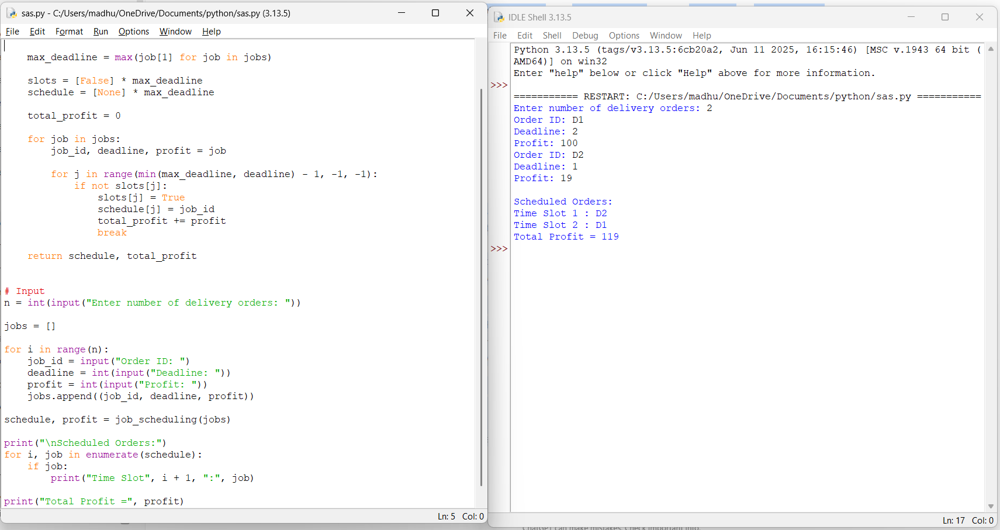 sas.py - C:/Users/madhu/OneDrive/Documents/python/sas.py (3.13.5)
File Edit Format Run Options Window Help
    max_deadline = max(job[1] for job in jobs)

    slots = [False] * max_deadline
    schedule = [None] * max_deadline

    total_profit = 0

    for job in jobs:
        job_id, deadline, profit = job

        for j in range(min(max_deadline, deadline) - 1, -1, -1):
            if not slots[j]:
                slots[j] = True
                schedule[j] = job_id
                total_profit += profit
                break

    return schedule, total_profit


# Input
n = int(input("Enter number of delivery orders: "))

jobs = []

for i in range(n):
    job_id = input("Order ID: ")
    deadline = int(input("Deadline: "))
    profit = int(input("Profit: "))
    jobs.append((job_id, deadline, profit))

schedule, profit = job_scheduling(jobs)

print("\nScheduled Orders:")
for i, job in enumerate(schedule):
    if job:
        print("Time Slot", i + 1, ":", job)

print("Total Profit =", profit)
Ln: 5 Col: 0
IDLE Shell 3.13.5
File Edit Shell Debug Options Window Help
Python 3.13.5 (tags/v3.13.5:6cb20a2, Jun 11 2025, 16:15:46) [MSC v.1943 64 bit (
AMD64)] on win32
Enter "help" below or click "Help" above for more information.
>>>
=========== RESTART: C:/Users/madhu/OneDrive/Documents/python/sas.py ===========
Enter number of delivery orders: 2
Order ID: D1
Deadline: 2
Profit: 100
Order ID: D2
Deadline: 1
Profit: 19

Scheduled Orders:
Time Slot 1 : D2
Time Slot 2 : D1
Total Profit = 119
>>>
Ln: 17 Col: 0
ChatGPT can make mistakes. Check important info.